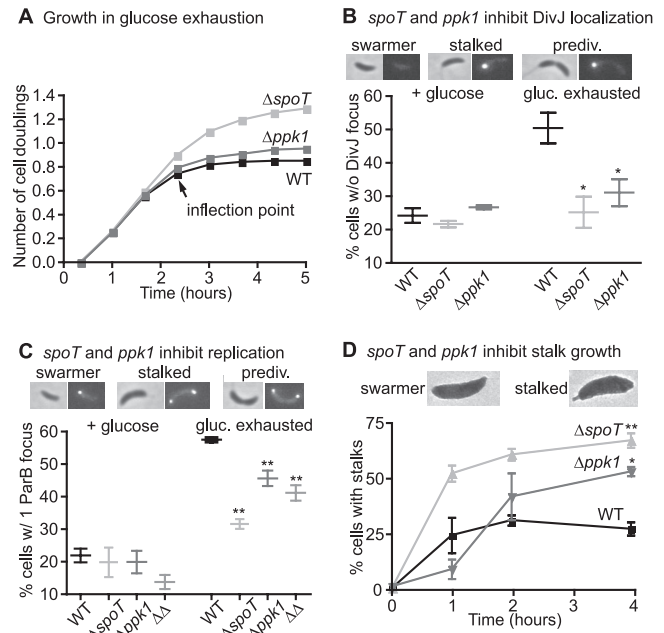 A Growth in glucose exhaustion
Number of cell doublings
1.4
1.2
1.0
0.8
0.6
0.4
0.2
0.0
ΔspoT
Δppk1
WT
inflection point
0 1 2 3 4 5
Time (hours)
B spoT and ppk1 inhibit DivJ localization
swarmer stalked prediv.
+ glucose gluc. exhausted
% cells w/o DivJ focus
60
50
40
30
20
10
* *
WT ΔspoT Δppk1 WT ΔspoT Δppk1
C spoT and ppk1 inhibit replication
swarmer stalked prediv.
+ glucose gluc. exhausted
% cells w/ 1 ParB focus
60
50
40
30
20
10
** ** **
WT ΔspoT Δppk1 ΔΔ WT ΔspoT Δppk1 ΔΔ
D spoT and ppk1 inhibit stalk growth
swarmer stalked
% cells with stalks
75
50
25
0
ΔspoT **
Δppk1 *
WT
0 1 2 3 4
Time (hours)